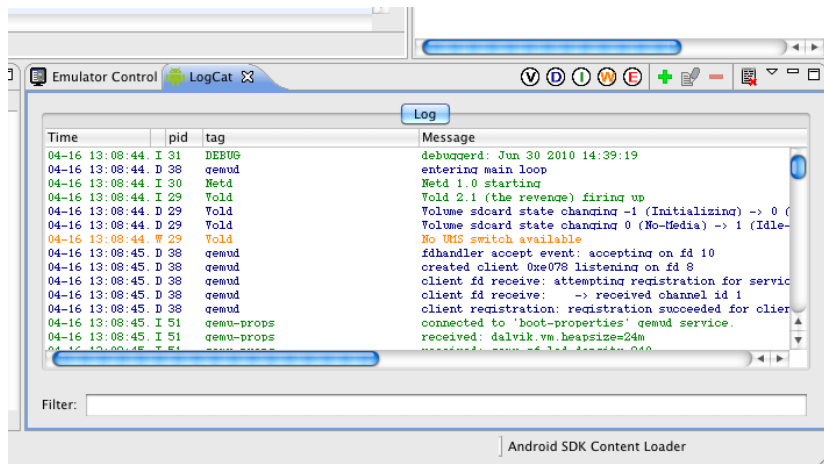 Emulator Control LogCat
V D I W E
Log
Time pid tag Message
04-16 13:08:44. I 31 DEBUG debuggerd: Jun 30 2010 14:39:19
04-16 13:08:44. D 38 qemud entering main loop
04-16 13:08:44. I 30 Netd Netd 1.0 starting
04-16 13:08:44. I 29 Vold Vold 2.1 (the revenge) firing up
04-16 13:08:44. D 29 Vold Volume sdcard state changing -1 (Initializing) -> 0 (
04-16 13:08:44. D 29 Vold Volume sdcard state changing 0 (No-Media) -> 1 (Idle-
04-16 13:08:44. W 29 Vold No UMS switch available
04-16 13:08:45. D 38 qemud fdhandler accept event: accepting on fd 10
04-16 13:08:45. D 38 qemud created client 0xe078 listening on fd 8
04-16 13:08:45. D 38 qemud client fd receive: attempting registration for servic
04-16 13:08:45. D 38 qemud client fd receive: -> received channel id 1
04-16 13:08:45. D 38 qemud client registration: registration succeeded for clier
04-16 13:08:45. I 51 qemu-props connected to 'boot-properties' qemud service.
04-16 13:08:45. I 51 qemu-props received: dalvik.vm.heapsize=24m
Filter:
Android SDK Content Loader